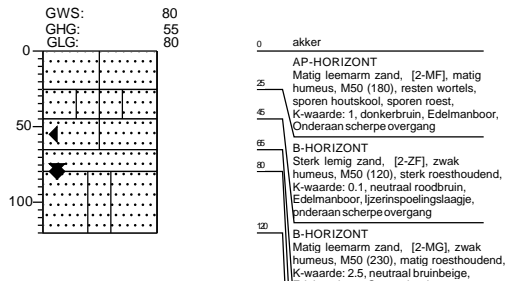 GWS: 80
GHG: 55
GLG: 80
0
50
100
0 akker
AP-HORIZONT
Matig leemarm zand, [2-MF], matig
25 humeus, M50 (180), resten wortels,
sporen houtskool, sporen roest,
K-waarde: 1, donkerbruin, Edelmanboor,
45 Onderaan scherpe overgang
65 B-HORIZONT
Sterk lemig zand, [2-ZF], zwak
80 humeus, M50 (120), sterk roesthoudend,
K-waarde: 0.1, neutraal roodbruin,
Edelmanboor, Ijzerinspoelingslaagje,
onderaan scherpe overgang
120 B-HORIZONT
Matig leemarm zand, [2-MG], zwak
humeus, M50 (230), matig roesthoudend,
K-waarde: 2.5, neutraal bruinbeige,